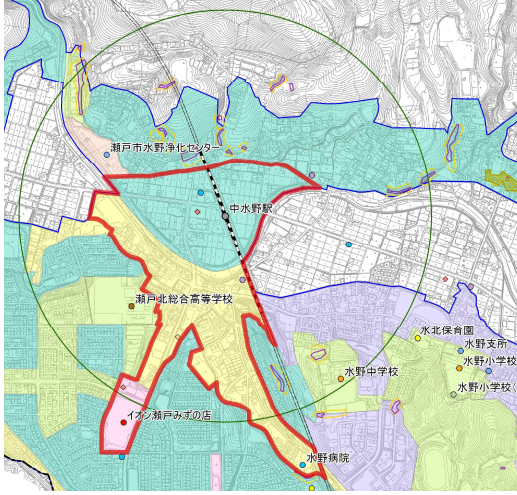 瀬戸市水野浄化センター
中水野駅
瀬戸北総合高等学校
水北保育園
水野支所
水野小学校
水野中学校
水野小学校(
イオン瀬戸みずの店
水野病院